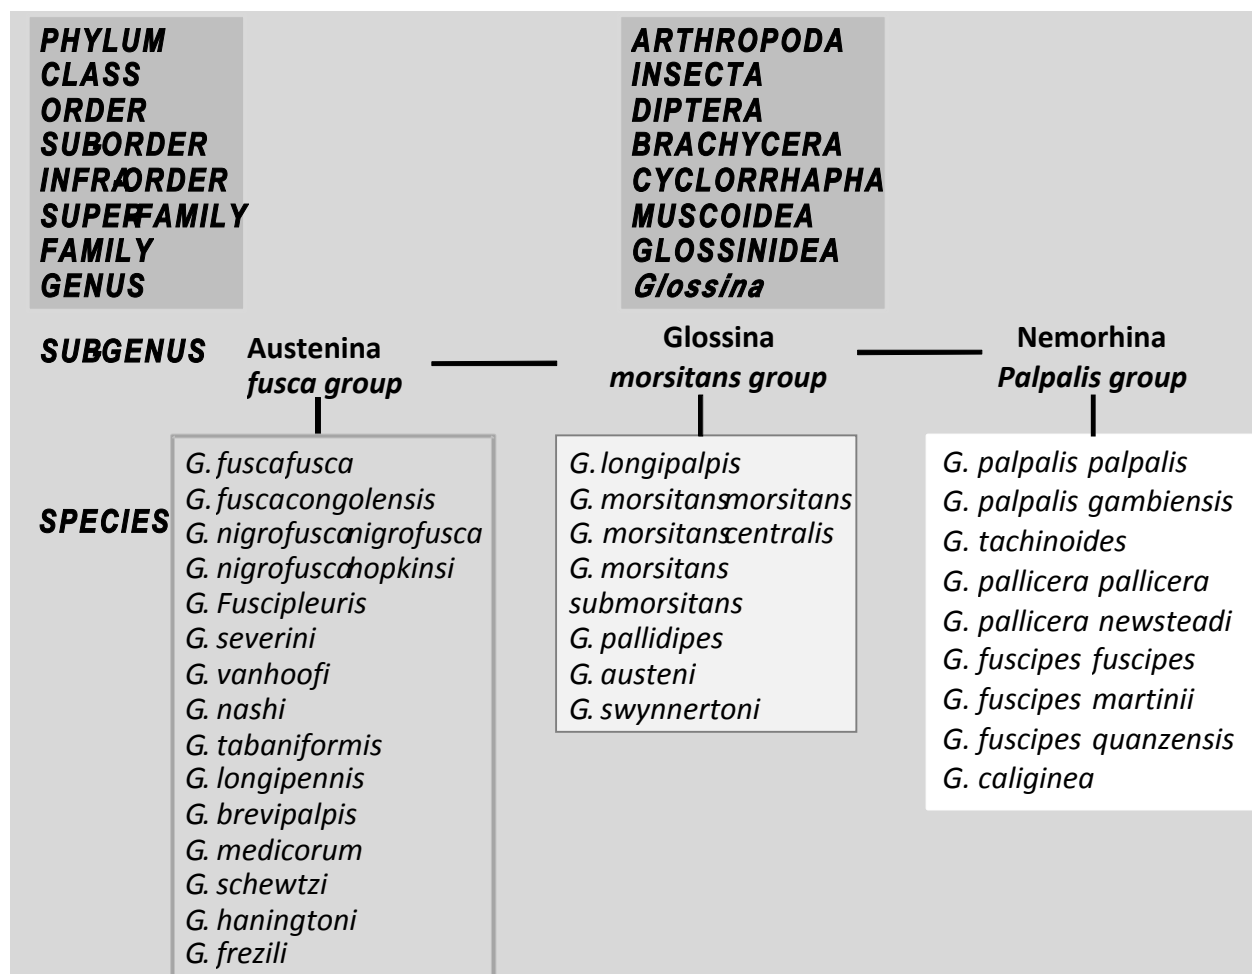 PHYLUM
CLASS
ORDER
SUBORDER
INFRAORDER
SUPERFAMILY
FAMILY
GENUS
ARTHROPODA
INSECTA
DIPTERA
BRACHYCERA
CYCLORRHAPHA
MUSCOIDEA
GLOSSINIDEA
Glossina
SUBGENUS
Austenina
fusca group
Glossina
morsitans group
Nemorhina
Palpalis group
SPECIES
G. fuscafusca
G. fuscacongolensis
G. nigrofuscanigrofusca
G. nigrofuscahopkinsi
G. Fuscipleuris
G. severini
G. vanhoofi
G. nashi
G. tabaniformis
G. longipennis
G. brevipalpis
G. medicorum
G. schewtzi
G. haningtoni
G. frezili
G. longipalpis
G. morsitansmorsitans
G. morsitanscentralis
G. morsitans
submorsitans
G. pallidipes
G. austeni
G. swynnertoni
G. palpalis palpalis
G. palpalis gambiensis
G. tachinoides
G. pallicera pallicera
G. pallicera newsteadi
G. fuscipes fuscipes
G. fuscipes martinii
G. fuscipes quanzensis
G. caliginea